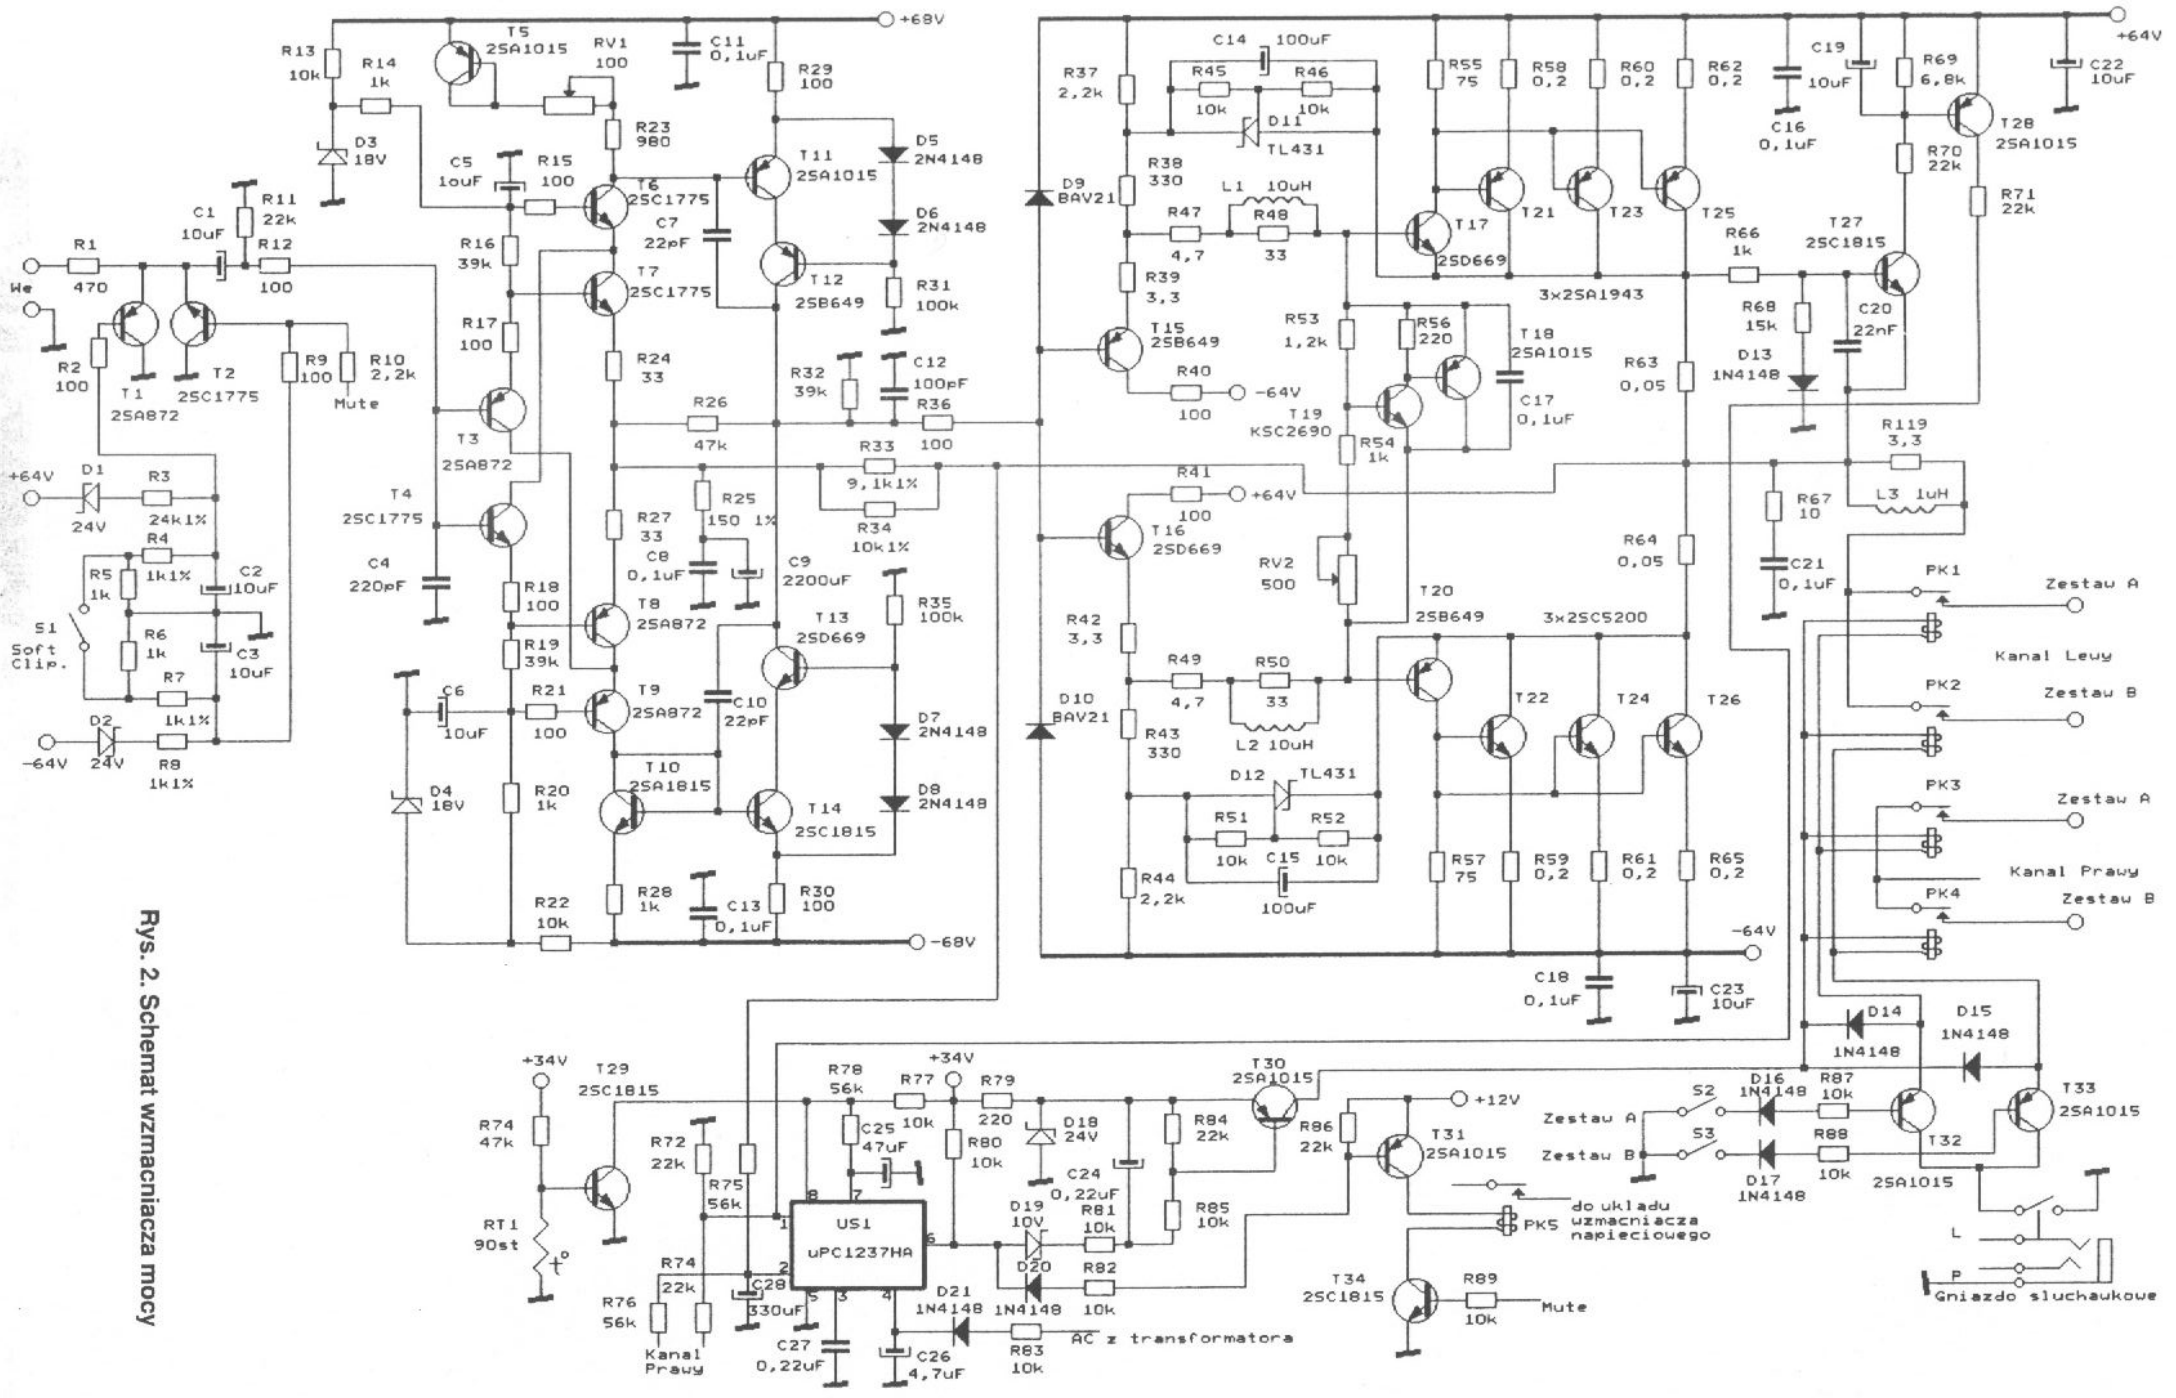 +68V
T5
2SA1015
RV1
100
C11
0,1uF
R13
10k
R14
1k
R29
100
D3
18V
C5
1ouF
R15
100
R23
980
T6
2SC1775
T11
2SA1015
D5
2N4148
R11
22k
C1
10uF
R12
100
R1
470
We
R16
39k
C7
22pF
D6
2N4148
T7
2SC1775
T12
2SB649
R31
100k
R2
100
T1
2SA872
T2
2SC1775
R9
100
R10
2,2k
Mute
R17
100
R24
33
R32
39k
C12
100pF
R26
47k
R36
100
T3
2SA872
R33
9,1k1%
+64V
D1
24V
R3
24k1%
T4
2SC1775
R27
33
R25
150 1%
R34
10k1%
R4
1k1%
R5
1k
C2
10uF
C4
220pF
C8
0,1uF
C9
2200uF
R18
100
T8
2SA872
T13
2SD669
R35
100k
S1
Soft
Clip.
R6
1k
C3
10uF
R19
39k
R7
1k1%
C6
10uF
R21
100
T9
2SA872
C10
22pF
D7
2N4148
-64V
D2
24V
R8
1k1%
D4
18V
R20
1k
T10
2SA1815
T14
2SC1815
D8
2N4148
R22
10k
R28
1k
C13
0,1uF
R30
100
-68V
+64V
C14
100uF
R37
2,2k
R45
10k
R46
10k
D11
TL431
R55
75
R58
0,2
R60
0,2
R62
0,2
C16
0,1uF
C19
10uF
R69
6,8k
C22
10uF
T28
2SA1015
R70
22k
R71
22k
D9
BAV21
R38
330
L1
10uH
R47
4,7
R48
33
T17
2SD669
T21
T23
T25
3x2SA1943
R66
1k
T27
2SC1815
R39
3,3
T15
2SB649
R40
100
-64V
R53
1,2k
R56
220
T18
2SA1015
C17
0,1uF
T19
KSC2690
R54
1k
R63
0,05
R68
15k
D13
1N4148
C20
22nF
R119
3,3
L3 1uH
R41
100
+64V
T16
2SD669
RV2
500
R64
0,05
R67
10
C21
0,1uF
T20
2SB649
3x2SC5200
R42
3,3
D10
BAV21
R49
4,7
R50
33
L2 10uH
R43
330
T22
T24
T26
D12
TL431
R51
10k
R52
10k
C15
100uF
R44
2,2k
R57
75
R59
0,2
R61
0,2
R65
0,2
-64V
C18
0,1uF
C23
10uF
PK1
Zestaw A
Kanal Lewy
PK2
Zestaw B
PK3
Zestaw A
Kanal Prawy
PK4
Zestaw B
D14
1N4148
D15
1N4148
Rys. 2. Schemat wzmacniacza mocy
+34V
R74
47k
T29
2SC1815
RT1
90st
t°
R72
22k
R75
56k
R78
56k
C25
47uF
R77
10k
+34V
R79
220
R80
10k
D18
24V
C24
0,22uF
R84
22k
T30
2SA1015
R86
22k
+12V
T31
2SA1015
R85
10k
8
7
1
US1
uPC1237HA
6
2
5
3
4
D19
10V
R81
10k
D20
1N4148
R82
10k
R74
22k
R76
56k
Kanal
Prawy
C28
330uF
C27
0,22uF
C26
4,7uF
D21
1N4148
R83
10k
AC z transformatora
PK5
do ukladu
wzmacniacza
napieciowego
T34
2SC1815
R89
10k
Mute
Zestaw A
S2
D16
1N4148
R87
10k
Zestaw B
S3
D17
1N4148
R88
10k
T32
2SA1015
T33
2SA1015
L
P
Gniazdo sluchaukowe